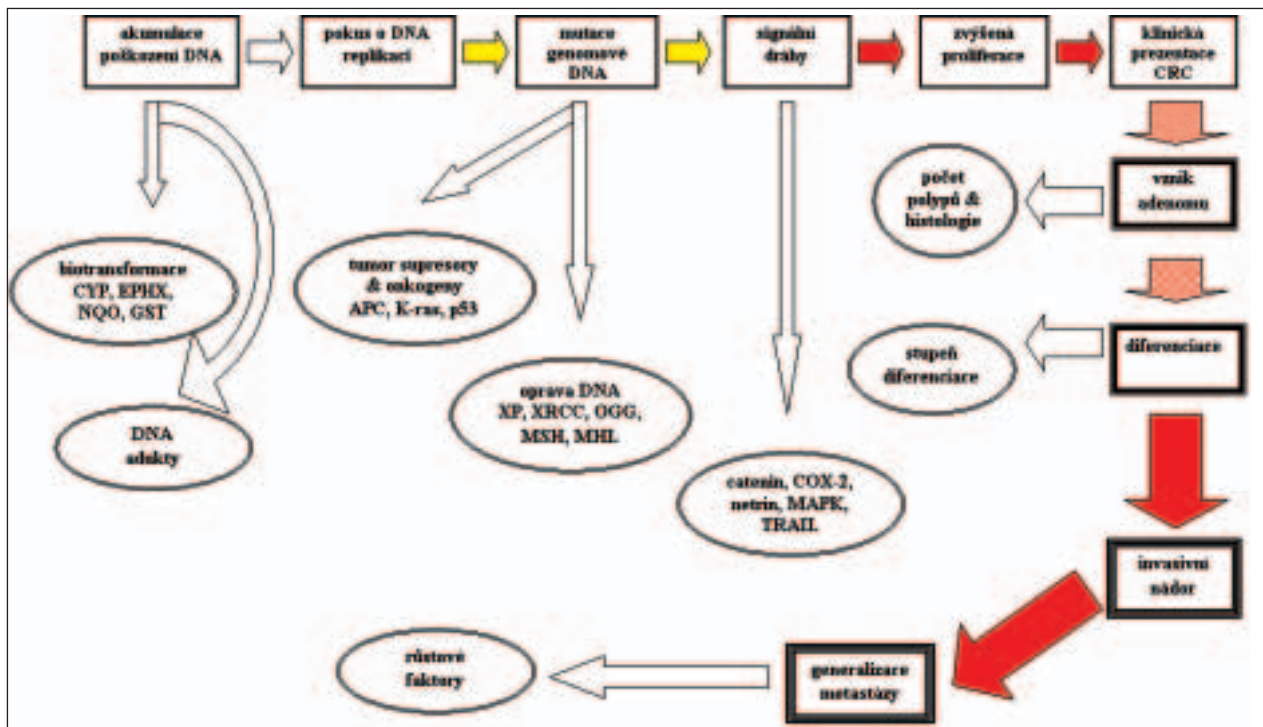 akumulace
poškození DNA
pokus o DNA
replikaci
mutace
genomové
DNA
signální
dráhy
zvýšená
proliferace
klinická
prezentace
CRC
počet
polypů &
histologie
vznik
adenomu
biotransformace
CYP, EPHX,
NQO, GST
tumor supresory
& onkogeny
APC, K-ras, p53
stupeň
diferenciace
diferenciace
oprava DNA
XP, XRCC, OGG,
MSH, MHL
DNA
adukty
catenin, COX-2,
netrin, MAPK,
TRAIL
invasivní
nádor
růstové
faktory
generalizace
metastázy